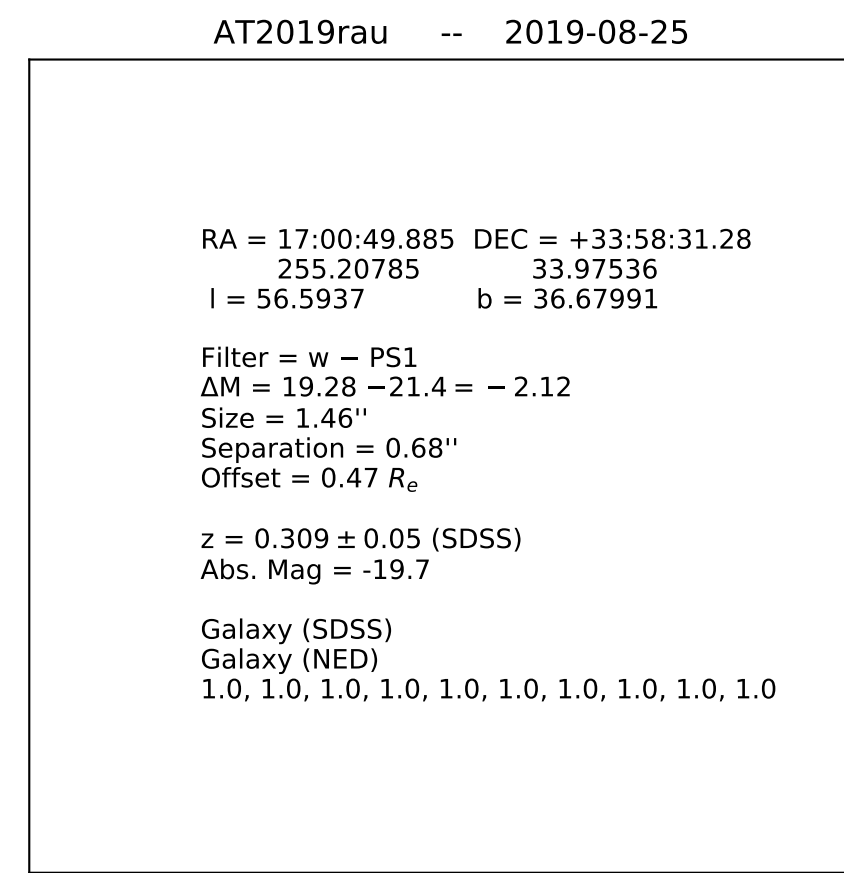 AT2019rau -- 2019-08-25
RA = 17:00:49.885 DEC = +33:58:31.28
255.20785 33.97536
l = 56.5937 b = 36.67991
Filter = w − PS1
ΔM = 19.28 −21.4 = − 2.12
Size = 1.46''
Separation = 0.68''
Offset = 0.47 Rₑ
z = 0.309 ± 0.05 (SDSS)
Abs. Mag = -19.7
Galaxy (SDSS)
Galaxy (NED)
1.0, 1.0, 1.0, 1.0, 1.0, 1.0, 1.0, 1.0, 1.0, 1.0